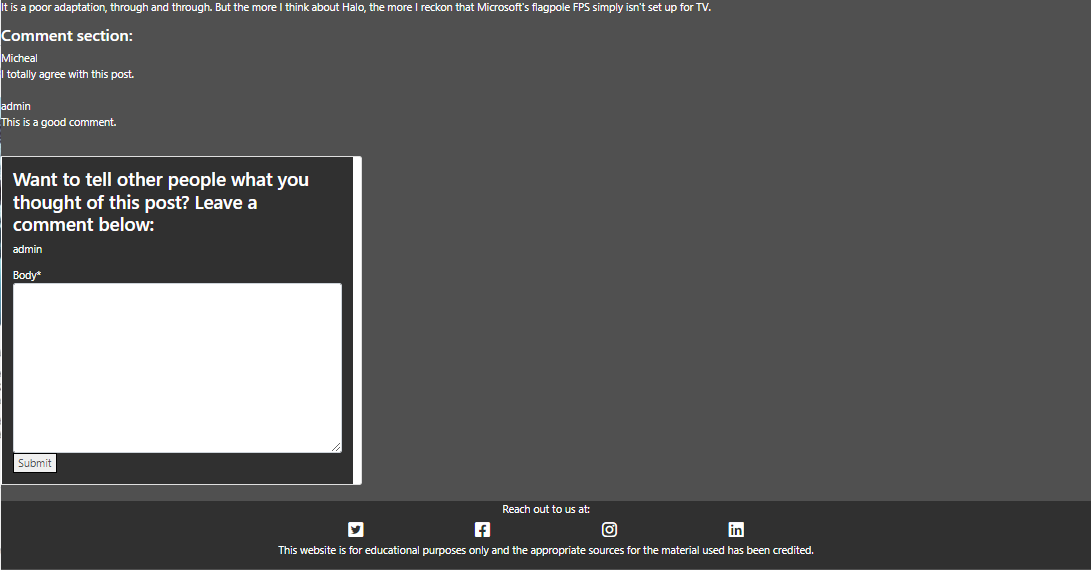 It is a poor adaptation, through and through. But the more I think about Halo, the more I reckon that Microsoft's flagpole FPS simply isn't set up for TV.
Comment section:
Micheal
I totally agree with this post.
admin
This is a good comment.
Want to tell other people what you
thought of this post? Leave a
comment below:
admin
Body*
Submit
Reach out to us at:
This website is for educational purposes only and the appropriate sources for the material used has been credited.